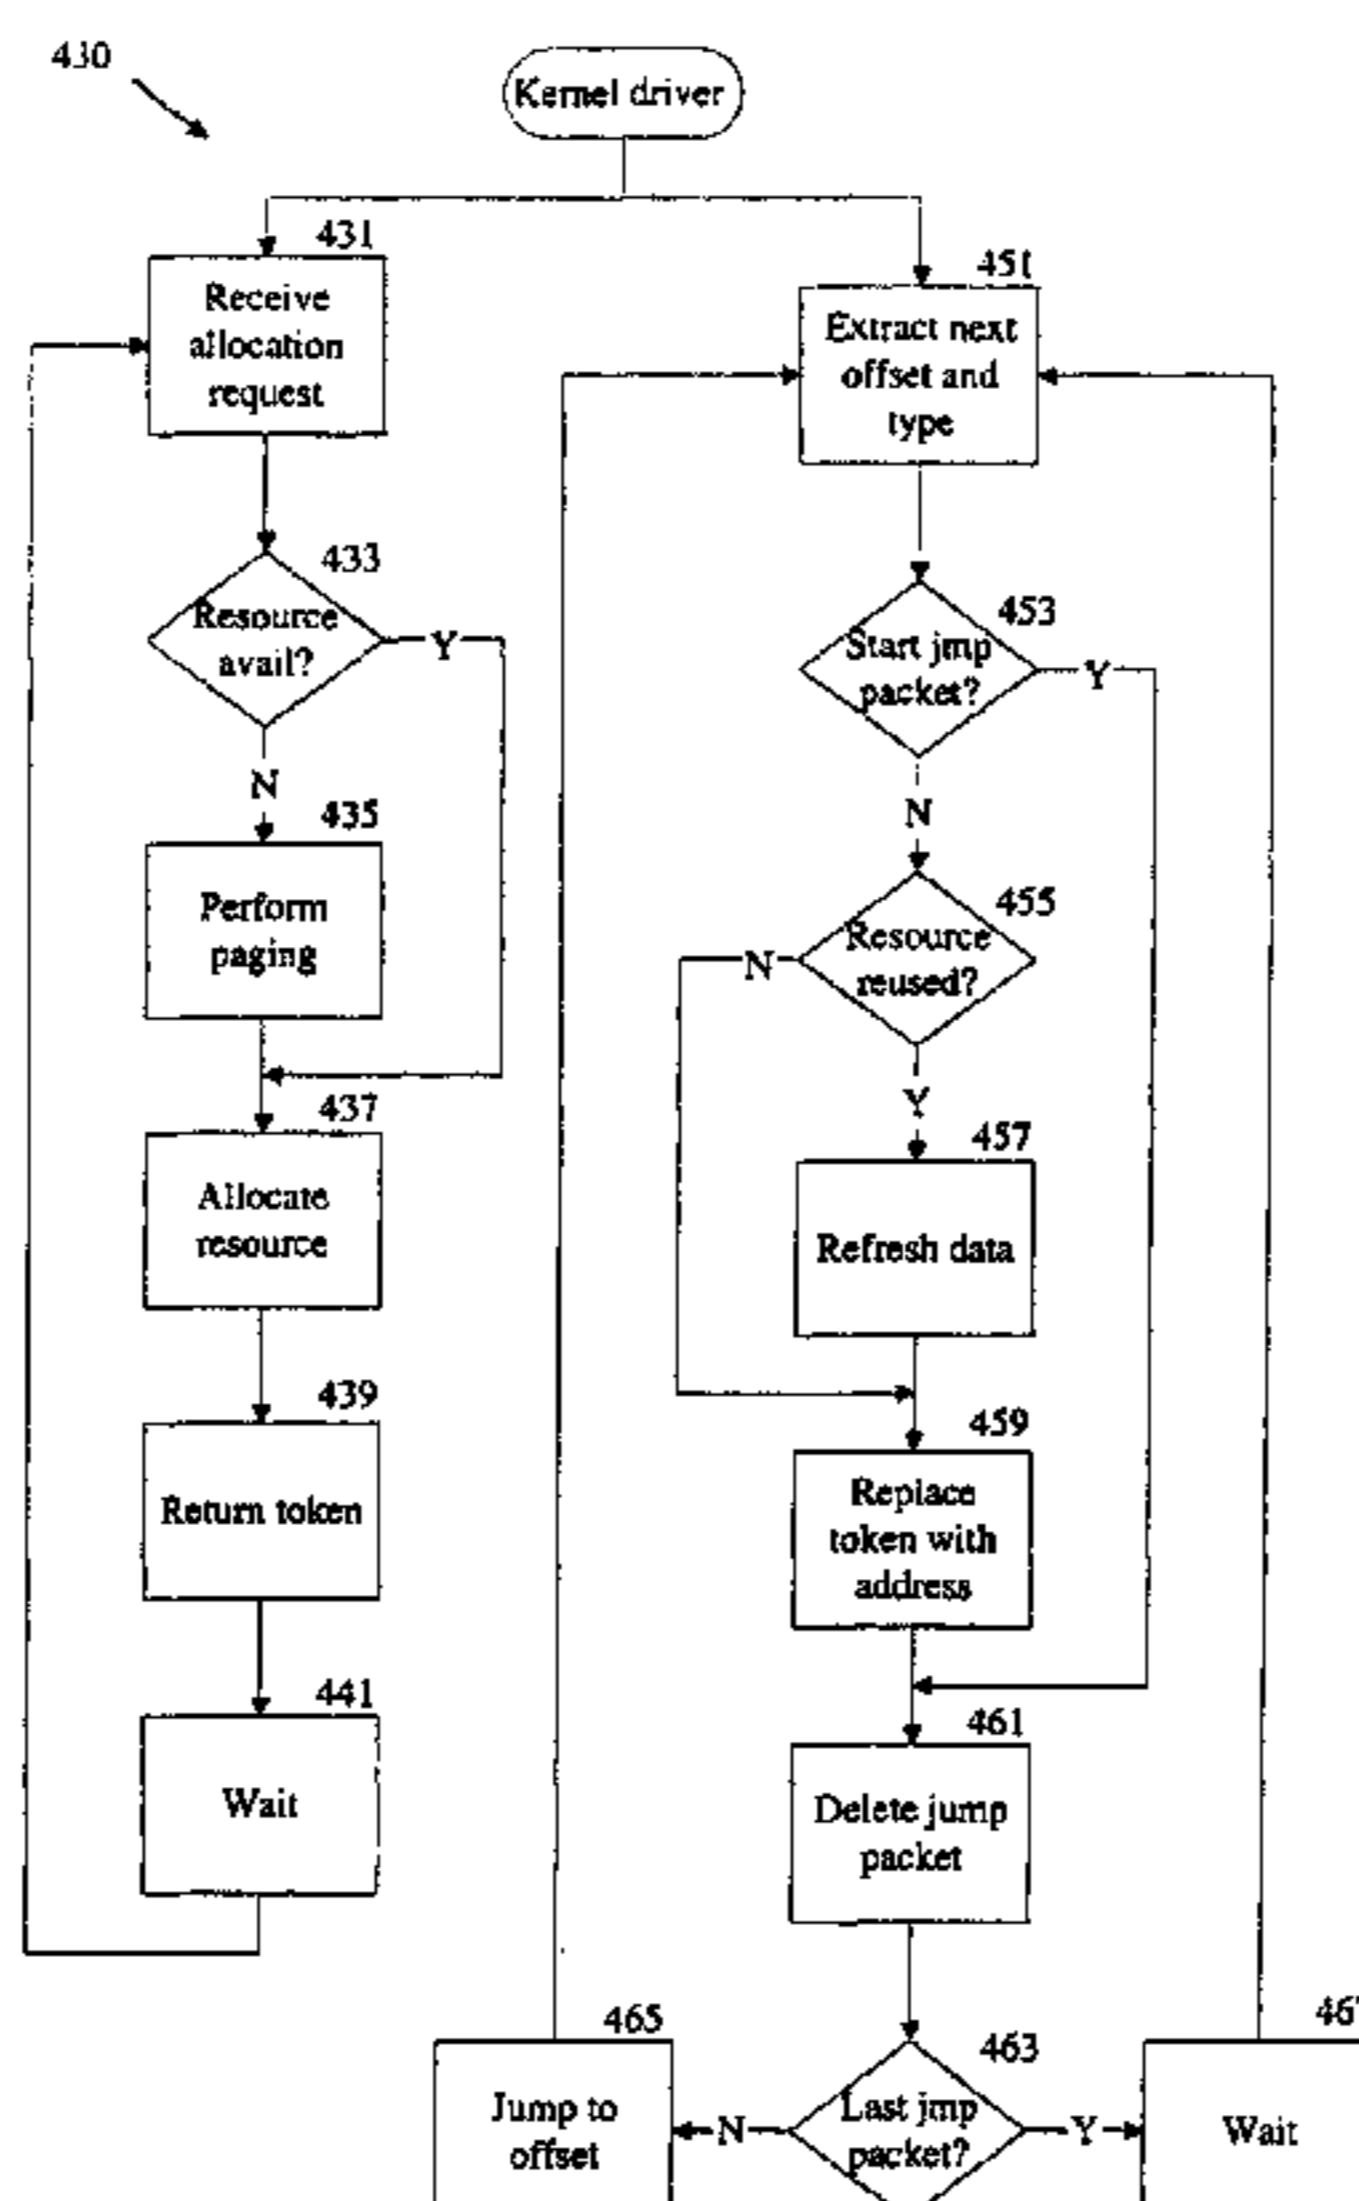 430
Kernel driver
431
Receive
allocation
request
433
Resource
avail?
Y
N
435
Perform
paging
437
Allocate
resource
439
Return token
441
Wait
451
Extract next
offset and
type
453
Start jmp
packet?
Y
N
455
Resource
reused?
N
Y
457
Refresh data
459
Replace
token with
address
461
Delete jump
packet
463
Last jmp
packet?
N
Y
465
Jump to
offset
Wait